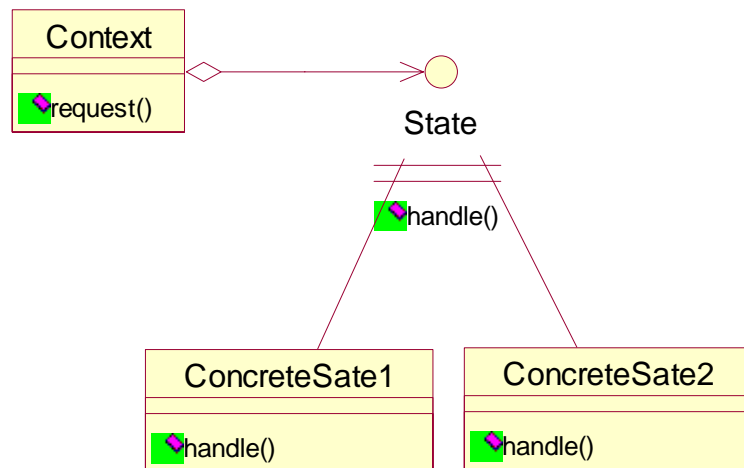 Context
request()
State
handle()
ConcreteSate1
handle()
ConcreteSate2
handle()